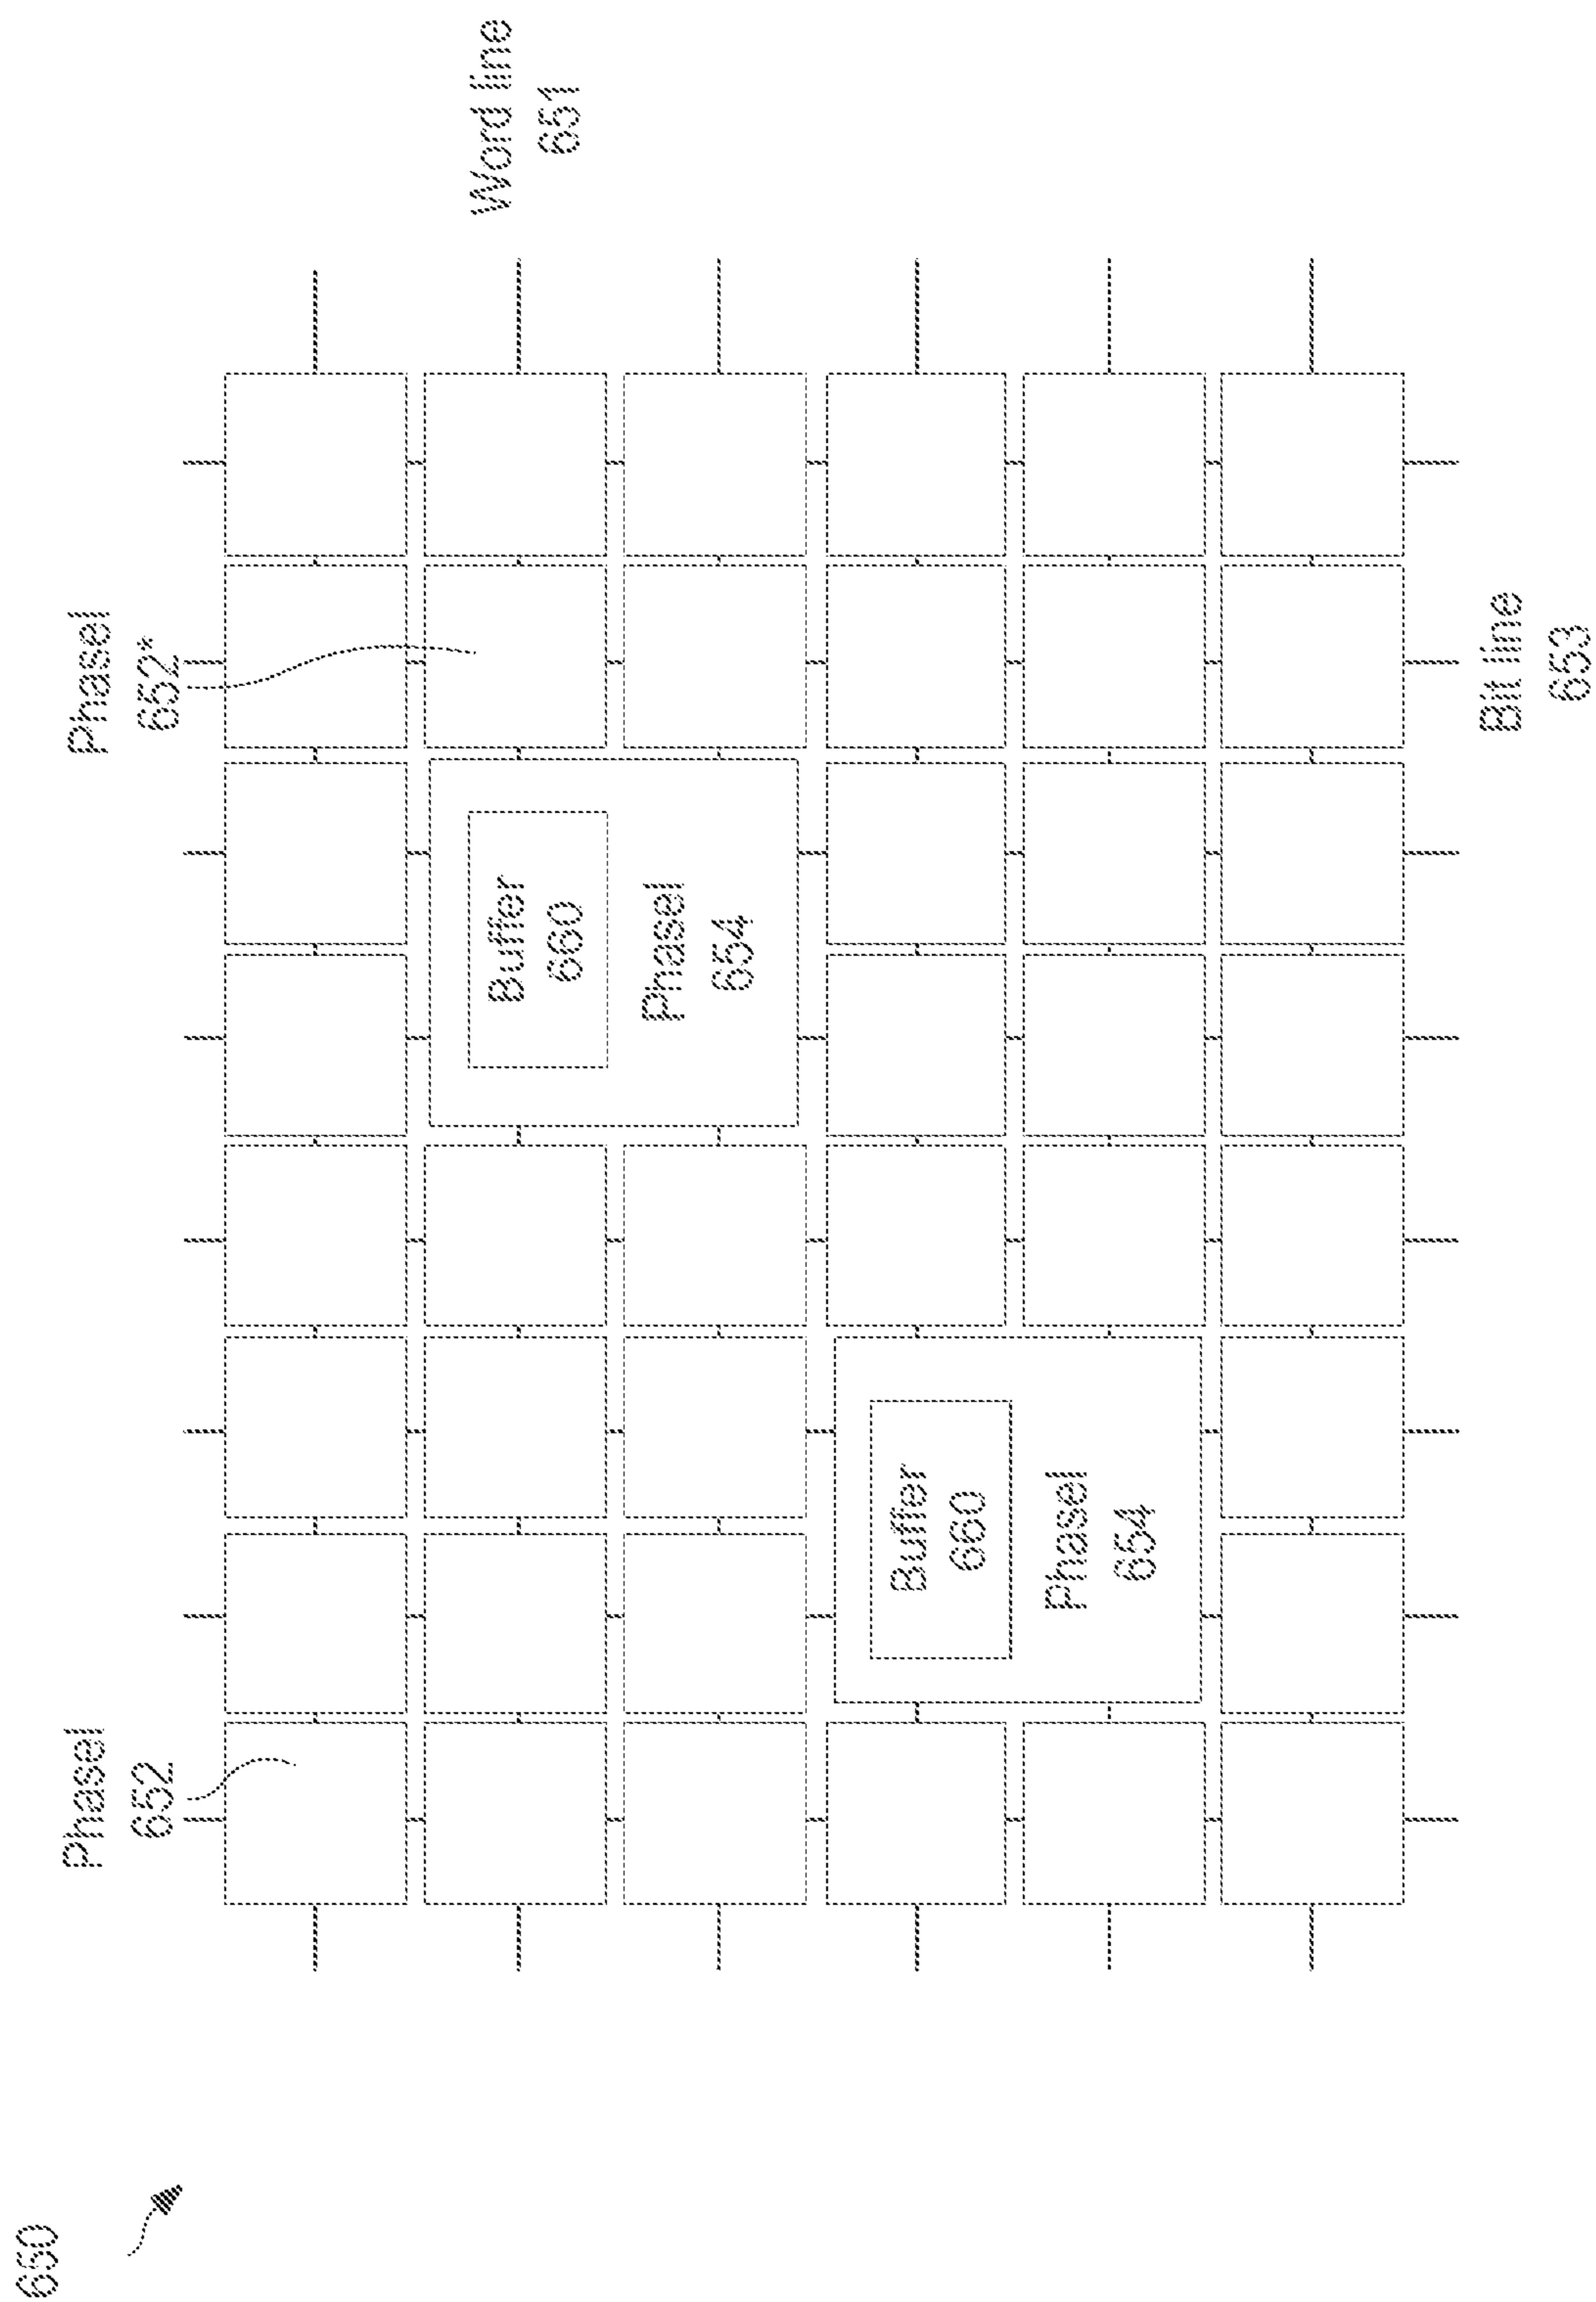 650
Phasel
652
Phasel
652*
Word line
651
Buffer
660
Phasel
654
Buffer
660
Phasel
654
Bit line
653